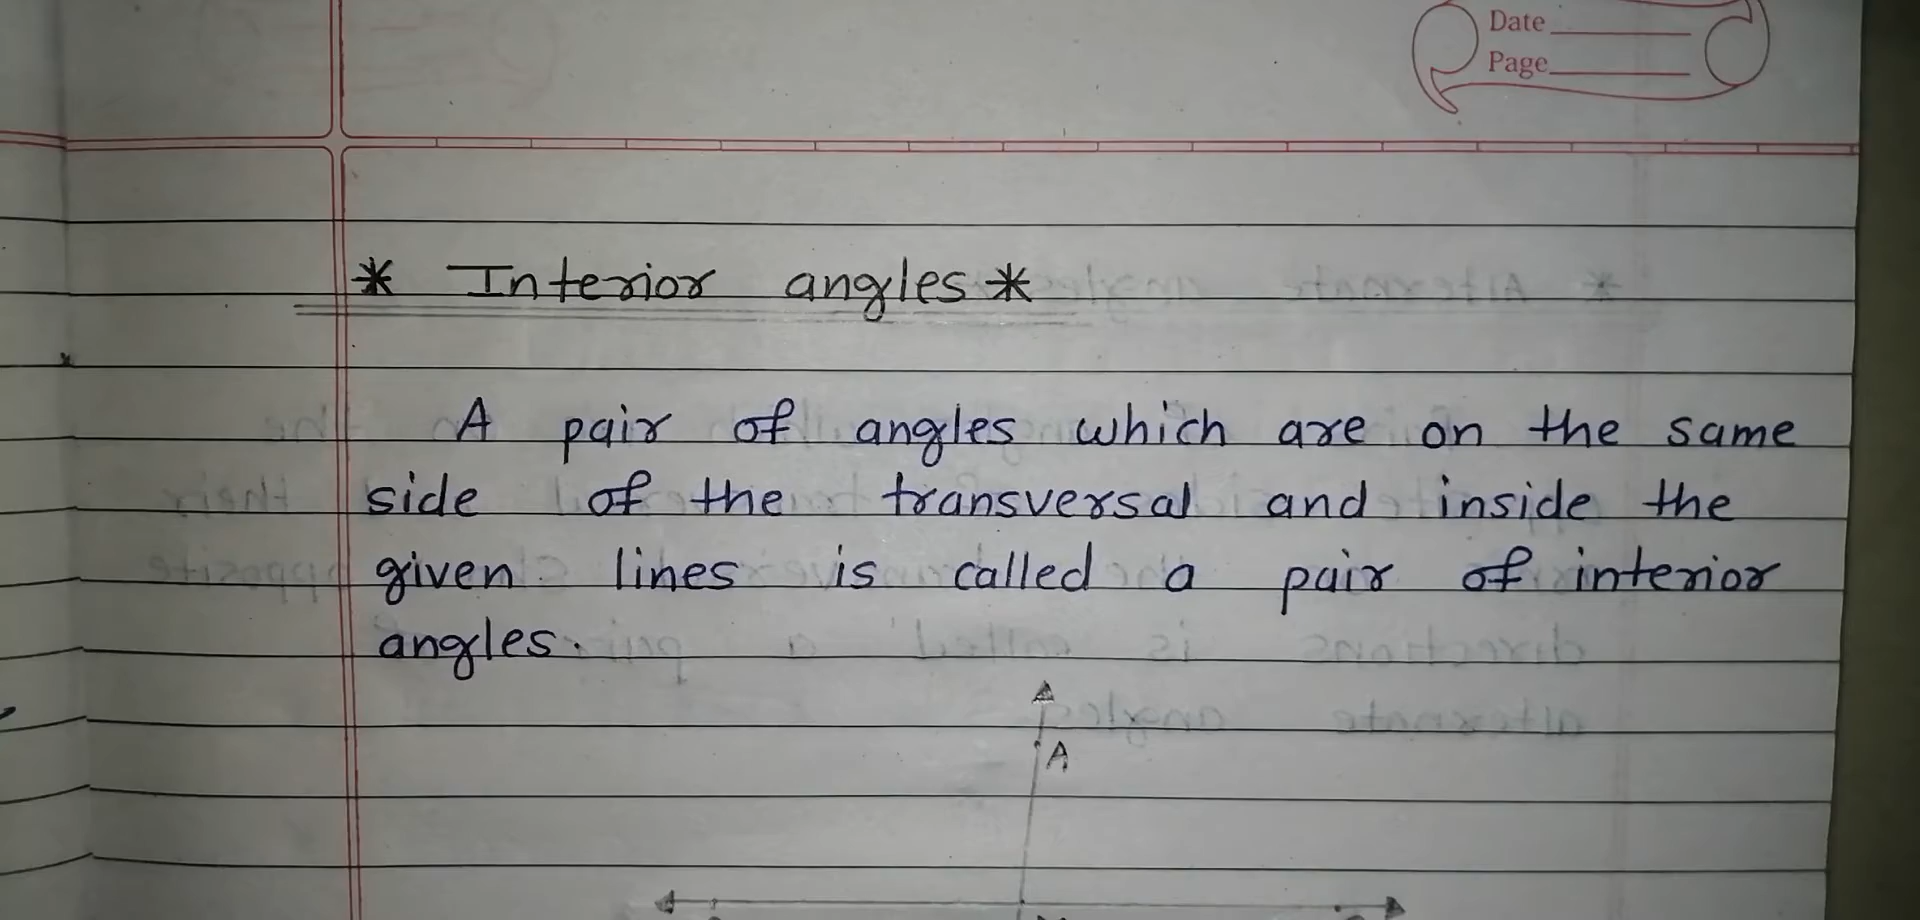 Date
Page
* Interior angles *
A pair of angles which are on the same
side of the transversal and inside the
given lines is called a pair of interior
angles.
A